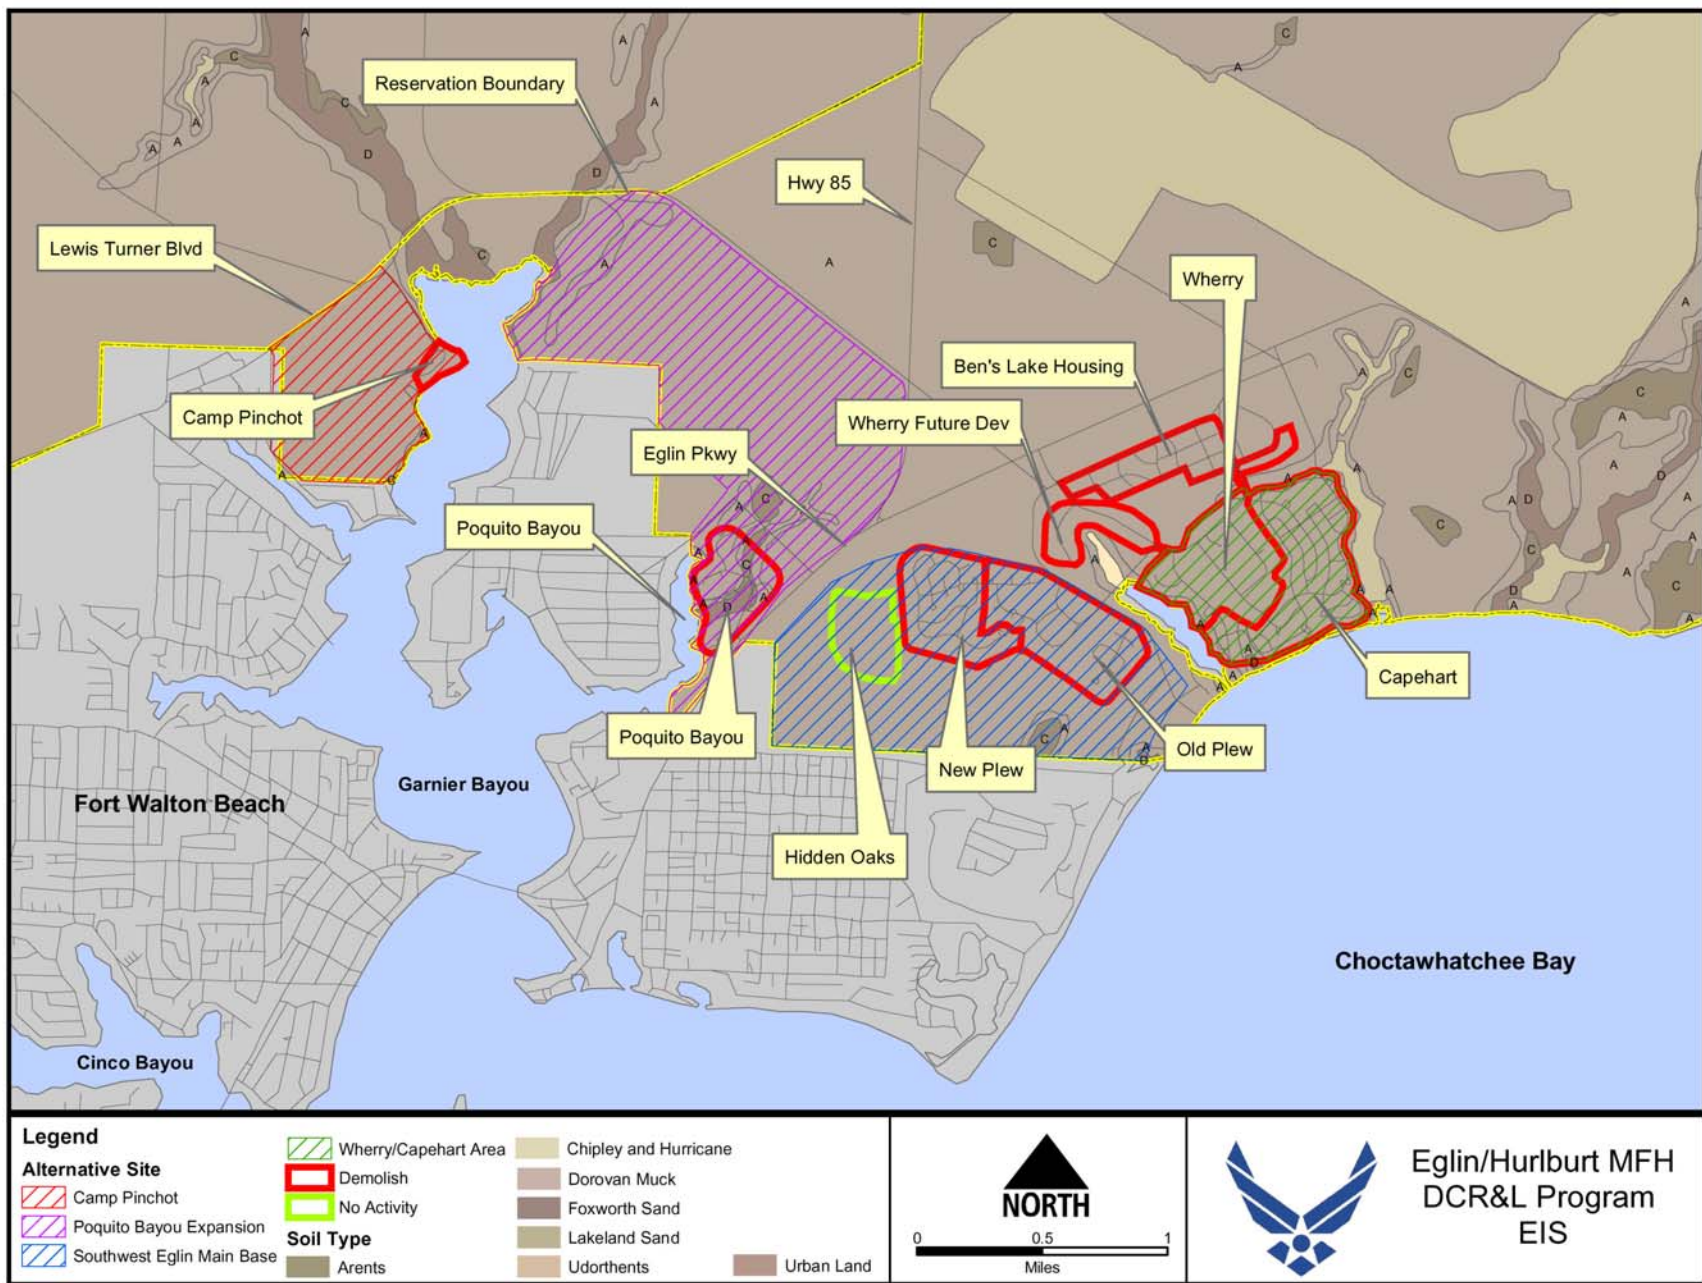 Reservation Boundary
Hwy 85
Lewis Turner Blvd
Wherry
Ben's Lake Housing
Camp Pinchot
Wherry Future Dev
Eglin Pkwy
Poquito Bayou
Capehart
Poquito Bayou
Old Plew
New Plew
Garnier Bayou
Fort Walton Beach
Hidden Oaks
Choctawhatchee Bay
Cinco Bayou
Legend
Alternative Site
Camp Pinchot
Poquito Bayou Expansion
Southwest Eglin Main Base
Wherry/Capehart Area
Demolish
No Activity
Soil Type
Arents
Chipley and Hurricane
Dorovan Muck
Foxworth Sand
Lakeland Sand
Udorthents
Urban Land
NORTH
0 0.5 1
Miles
Eglin/Hurlburt MFH
DCR&L Program
EIS